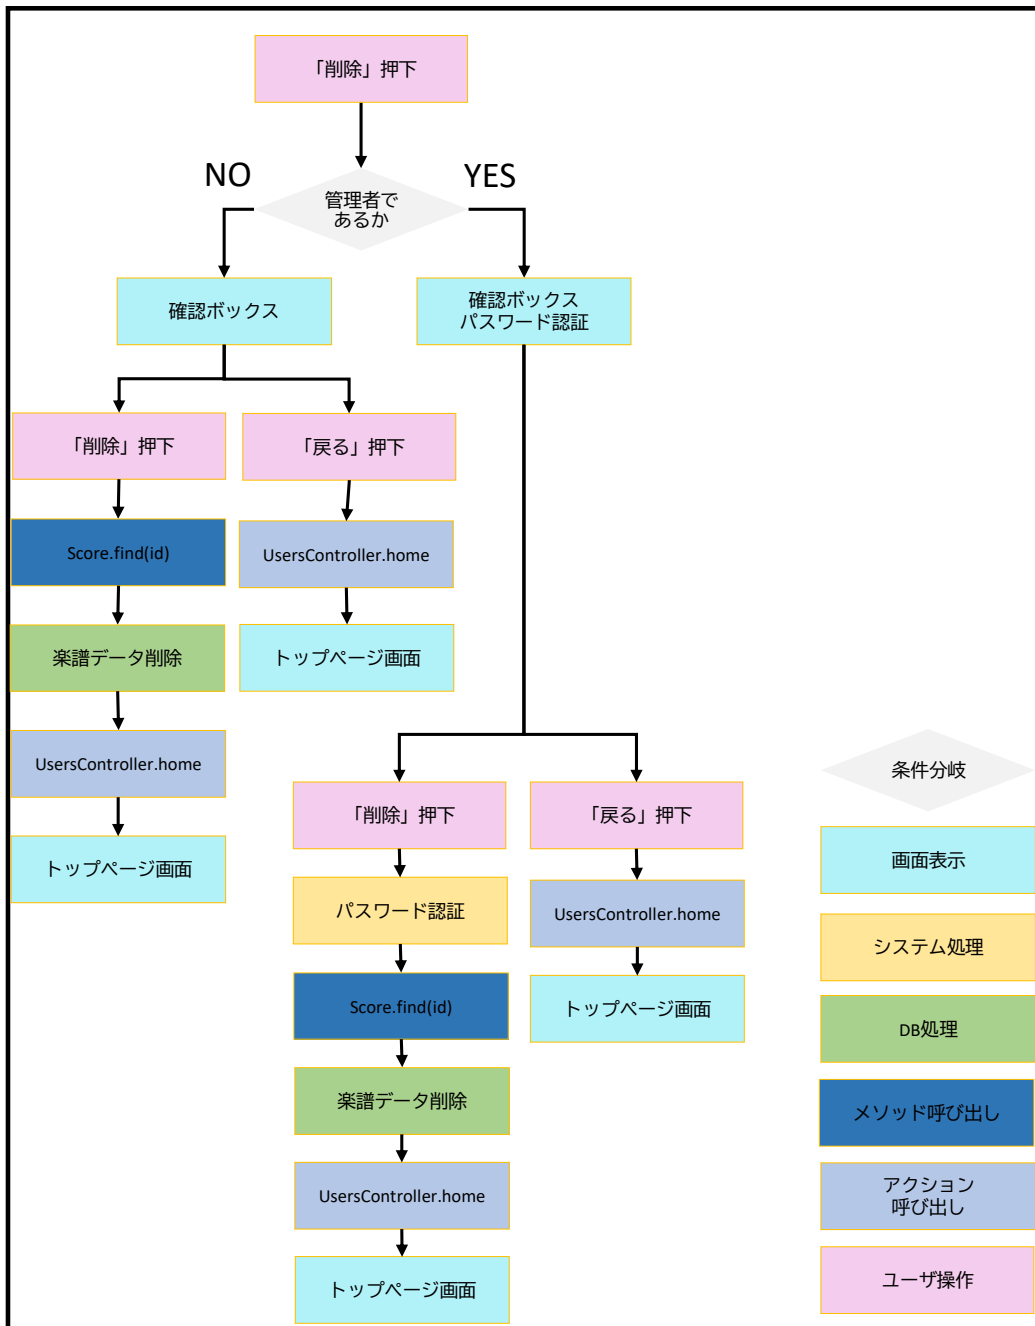 「削除」押下
NO
YES
管理者で
あるか
確認ボックス
確認ボックス
パスワード認証
「削除」押下
「戻る」押下
Score.find(id)
UsersController.home
楽譜データ削除
トップページ画面
UsersController.home
トップページ画面
「削除」押下
「戻る」押下
パスワード認証
UsersController.home
Score.find(id)
トップページ画面
楽譜データ削除
UsersController.home
トップページ画面
条件分岐
画面表示
システム処理
DB処理
メソッド呼び出し
アクション
呼び出し
ユーザ操作